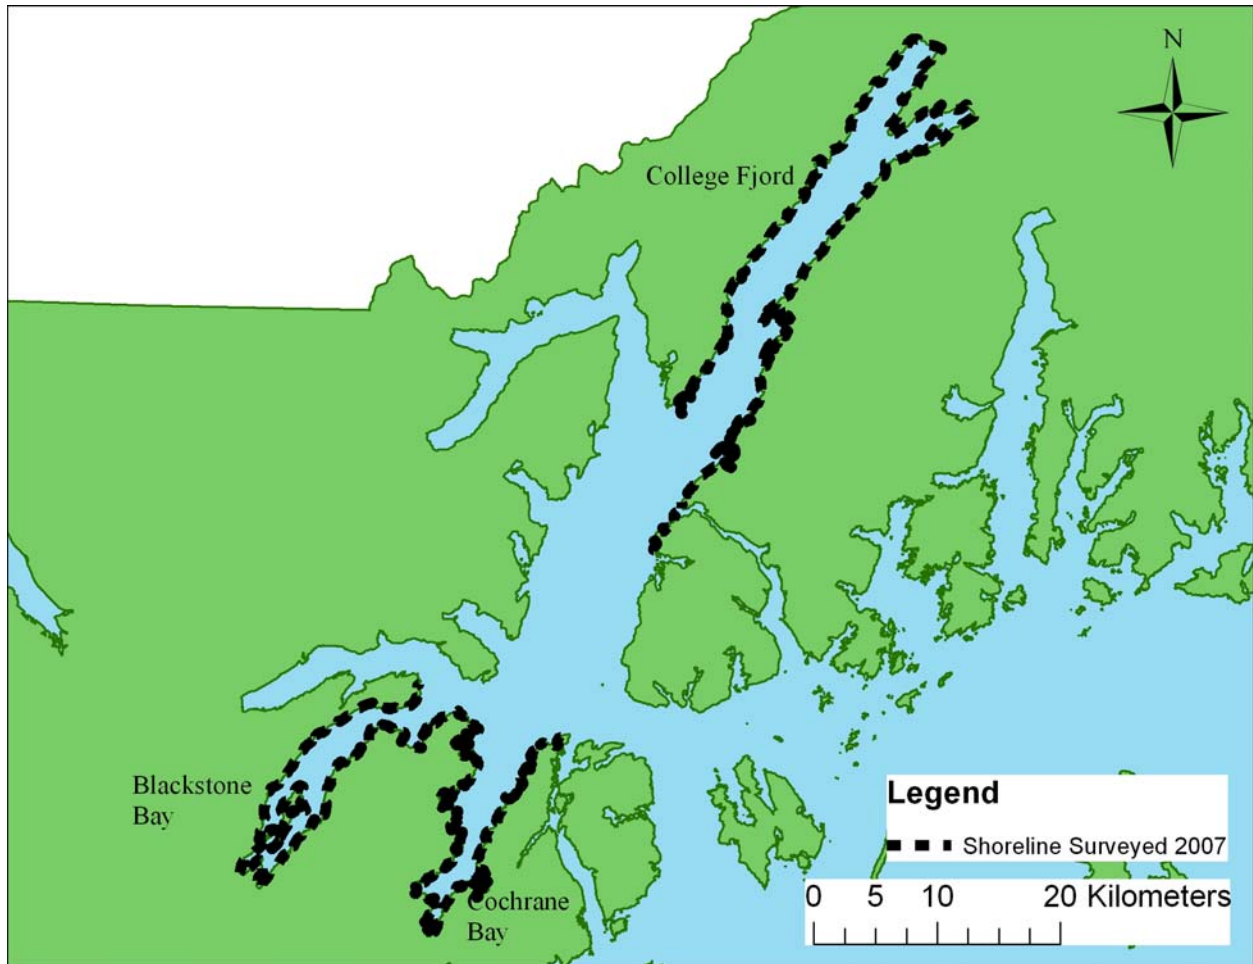 N
College Fjord
Blackstone
Bay
Cochrane
Bay
Legend
Shoreline Surveyed 2007
0 5 10 20 Kilometers